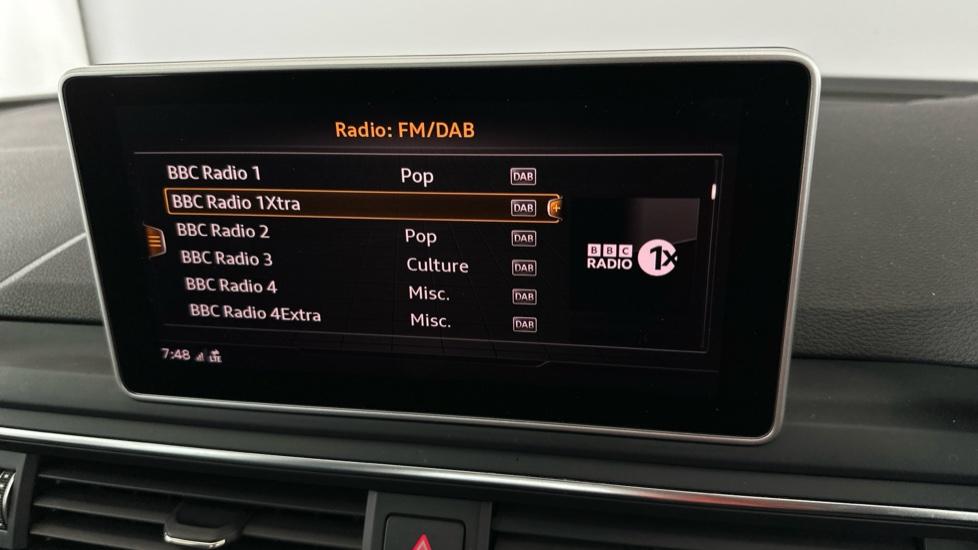 Radio: FM/DAB
BBC Radio 1 Pop DAB
BBC Radio 1Xtra DAB
BBC Radio 2 Pop DAB
BBC Radio 3 Culture DAB
BBC Radio 4 Misc. DAB
BBC Radio 4Extra Misc. DAB
BBC
RADIO 1X
7:48 LTE